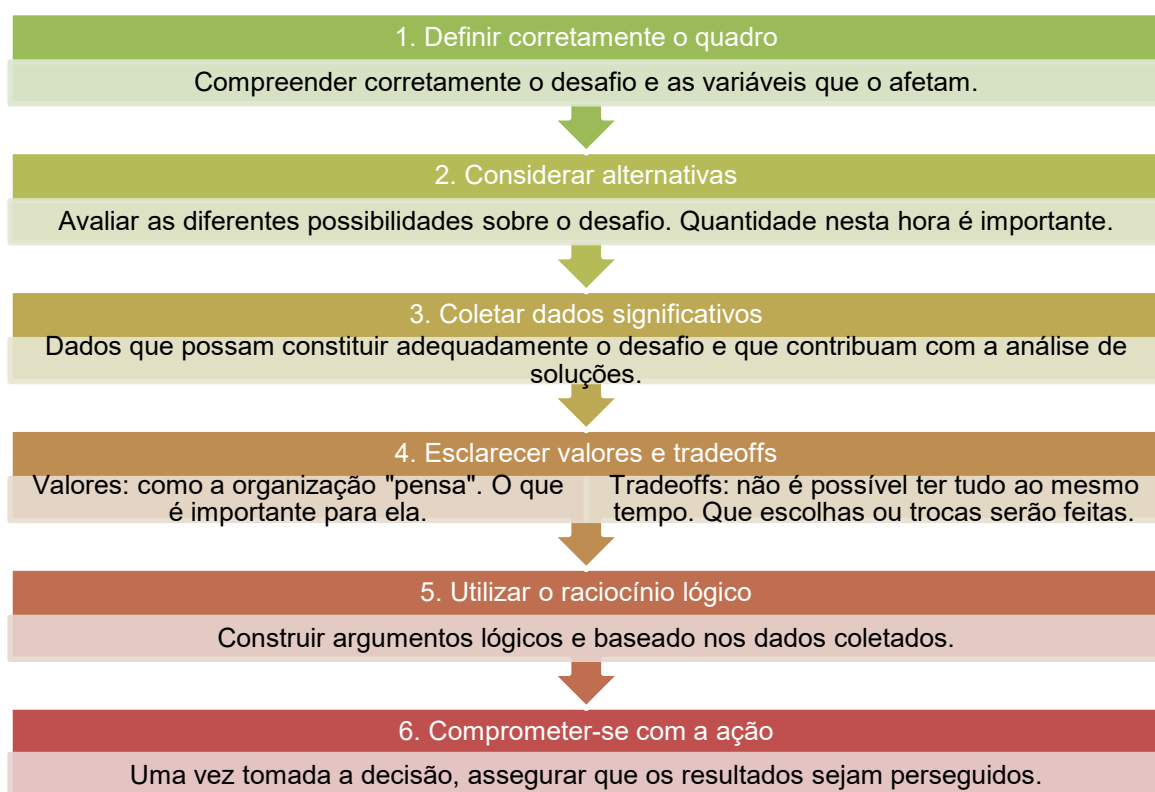 1. Definir corretamente o quadro
Compreender corretamente o desafio e as variáveis que o afetam.
2. Considerar alternativas
Avaliar as diferentes possibilidades sobre o desafio. Quantidade nesta hora é importante.
3. Coletar dados significativos
Dados que possam constituir adequadamente o desafio e que contribuam com a análise de
soluções.
4. Esclarecer valores e tradeoffs
Valores: como a organização "pensa". O que
é importante para ela.
Tradeoffs: não é possível ter tudo ao mesmo
tempo. Que escolhas ou trocas serão feitas.
5. Utilizar o raciocínio lógico
Construir argumentos lógicos e baseado nos dados coletados.
6. Comprometer-se com a ação
Uma vez tomada a decisão, assegurar que os resultados sejam perseguidos.